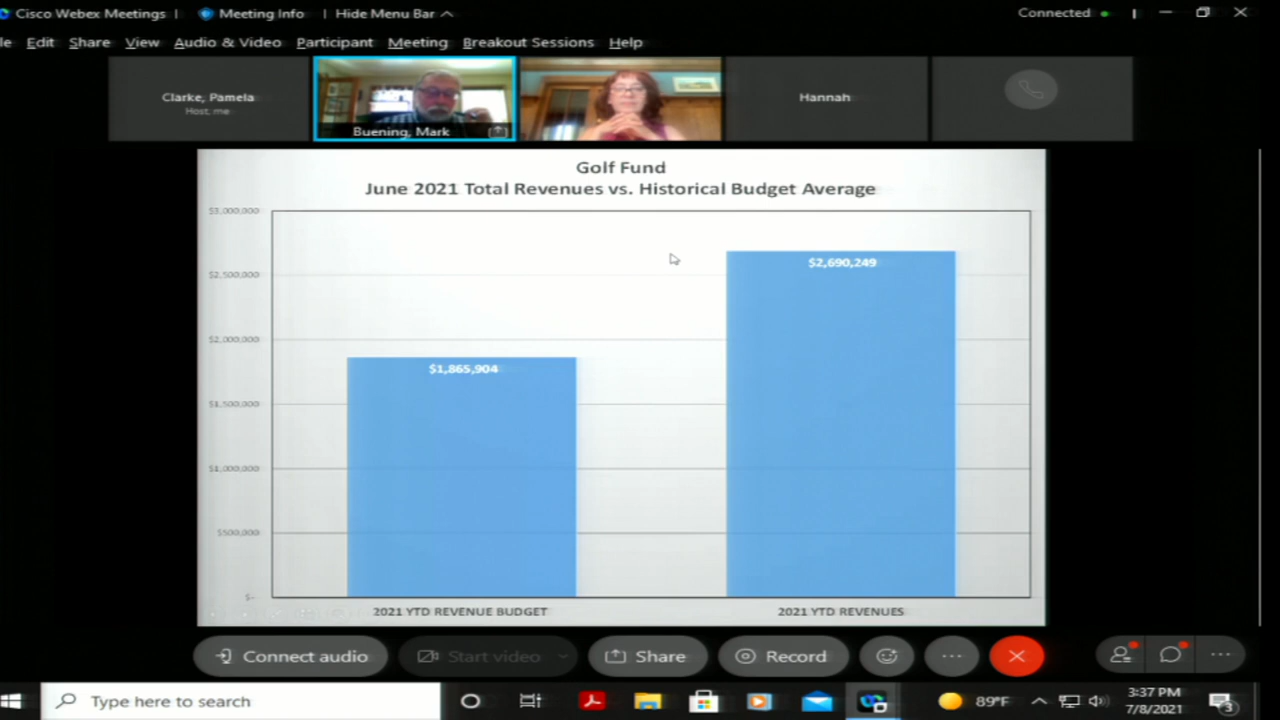 Cisco Webex Meetings | Meeting Info | Hide Menu Bar Connected
le Edit Share View Audio & Video Participant Meeting Breakout Sessions Help
Clarke, Pamela
Host, me
Buening, Mark
Hannah
Golf Fund
June 2021 Total Revenues vs. Historical Budget Average
$3,000,000
$2,690,249
$2,500,000
$2,000,000
$1,865,904
$1,500,000
$1,000,000
$500,000
$-
2021 YTD REVENUE BUDGET 2021 YTD REVENUES
Connect audio Start video Share Record
Type here to search 89°F 3:37 PM
7/8/2021
3